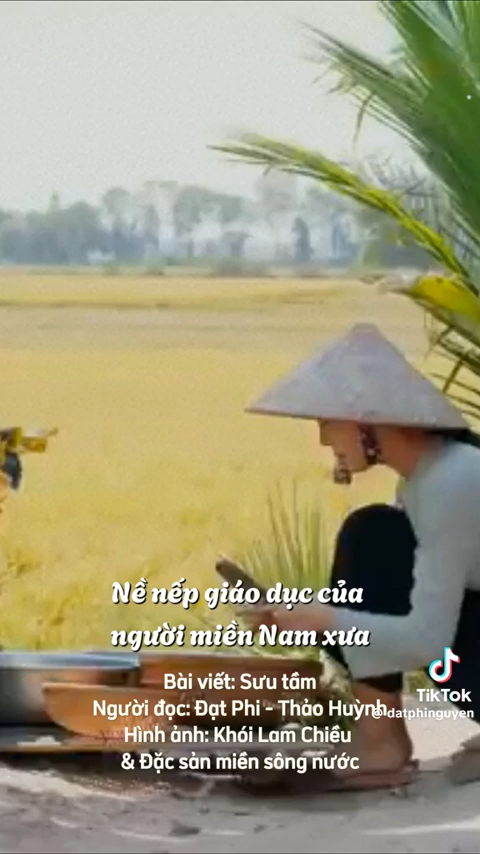 Nề nếp giáo dục của
người miền Nam xưa
Bài viết: Sưu tầm
Người đọc: Đạt Phi - Thảo Huỳnh
Hình ảnh: Khói Lam Chiều
& Đặc sản miền sông nước
TikTok
@datphinguyen